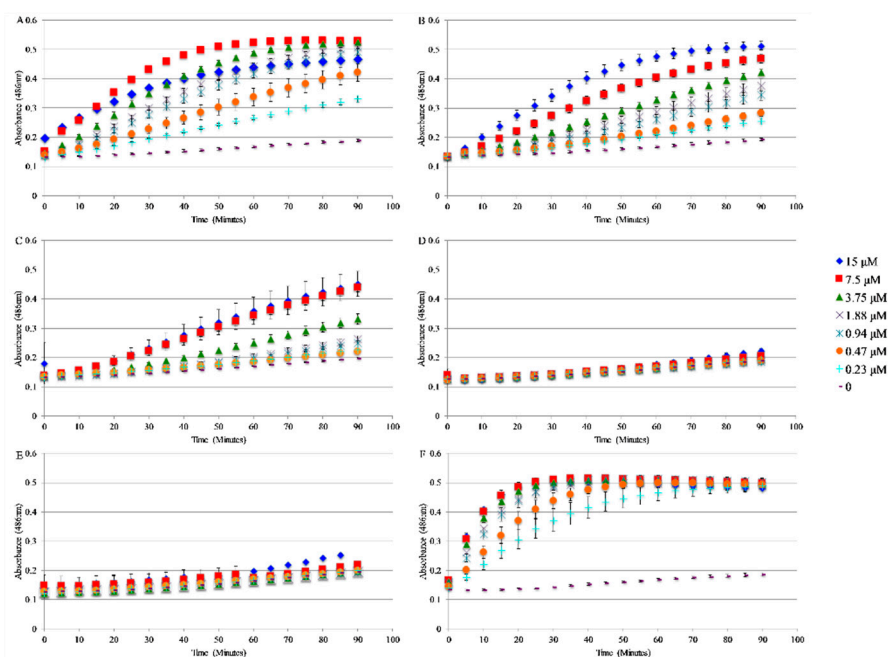 A 0.6 B 0.6
0.5 0.5
0.4 0.4
0.3 0.3
0.2 0.2
0.1 0.1
0 0
Absorbance (486nm) Absorbance (486nm)
0 10 20 30 40 50 60 70 80 90 100 0 10 20 30 40 50 60 70 80 90 100
Time (Minutes) Time (Minutes)
C 0.6 D 0.6
0.5 0.5
0.4 0.4
0.3 0.3
0.2 0.2
0.1 0.1
0 0
Absorbance (486nm) Absorbance (486nm)
0 10 20 30 40 50 60 70 80 90 100 0 10 20 30 40 50 60 70 80 90 100
Time (Minutes) Time (Minutes)
15 μM
7.5 μM
3.75 μM
1.88 μM
0.94 μM
0.47 μM
0.23 μM
0
E 0.6 F 0.6
0.5 0.5
0.4 0.4
0.3 0.3
0.2 0.2
0.1 0.1
0 0
Absorbance (486nm) Absorbance (486nm)
0 10 20 30 40 50 60 70 80 90 100 0 10 20 30 40 50 60 70 80 90 100
Time (Minutes) Time (Minutes)